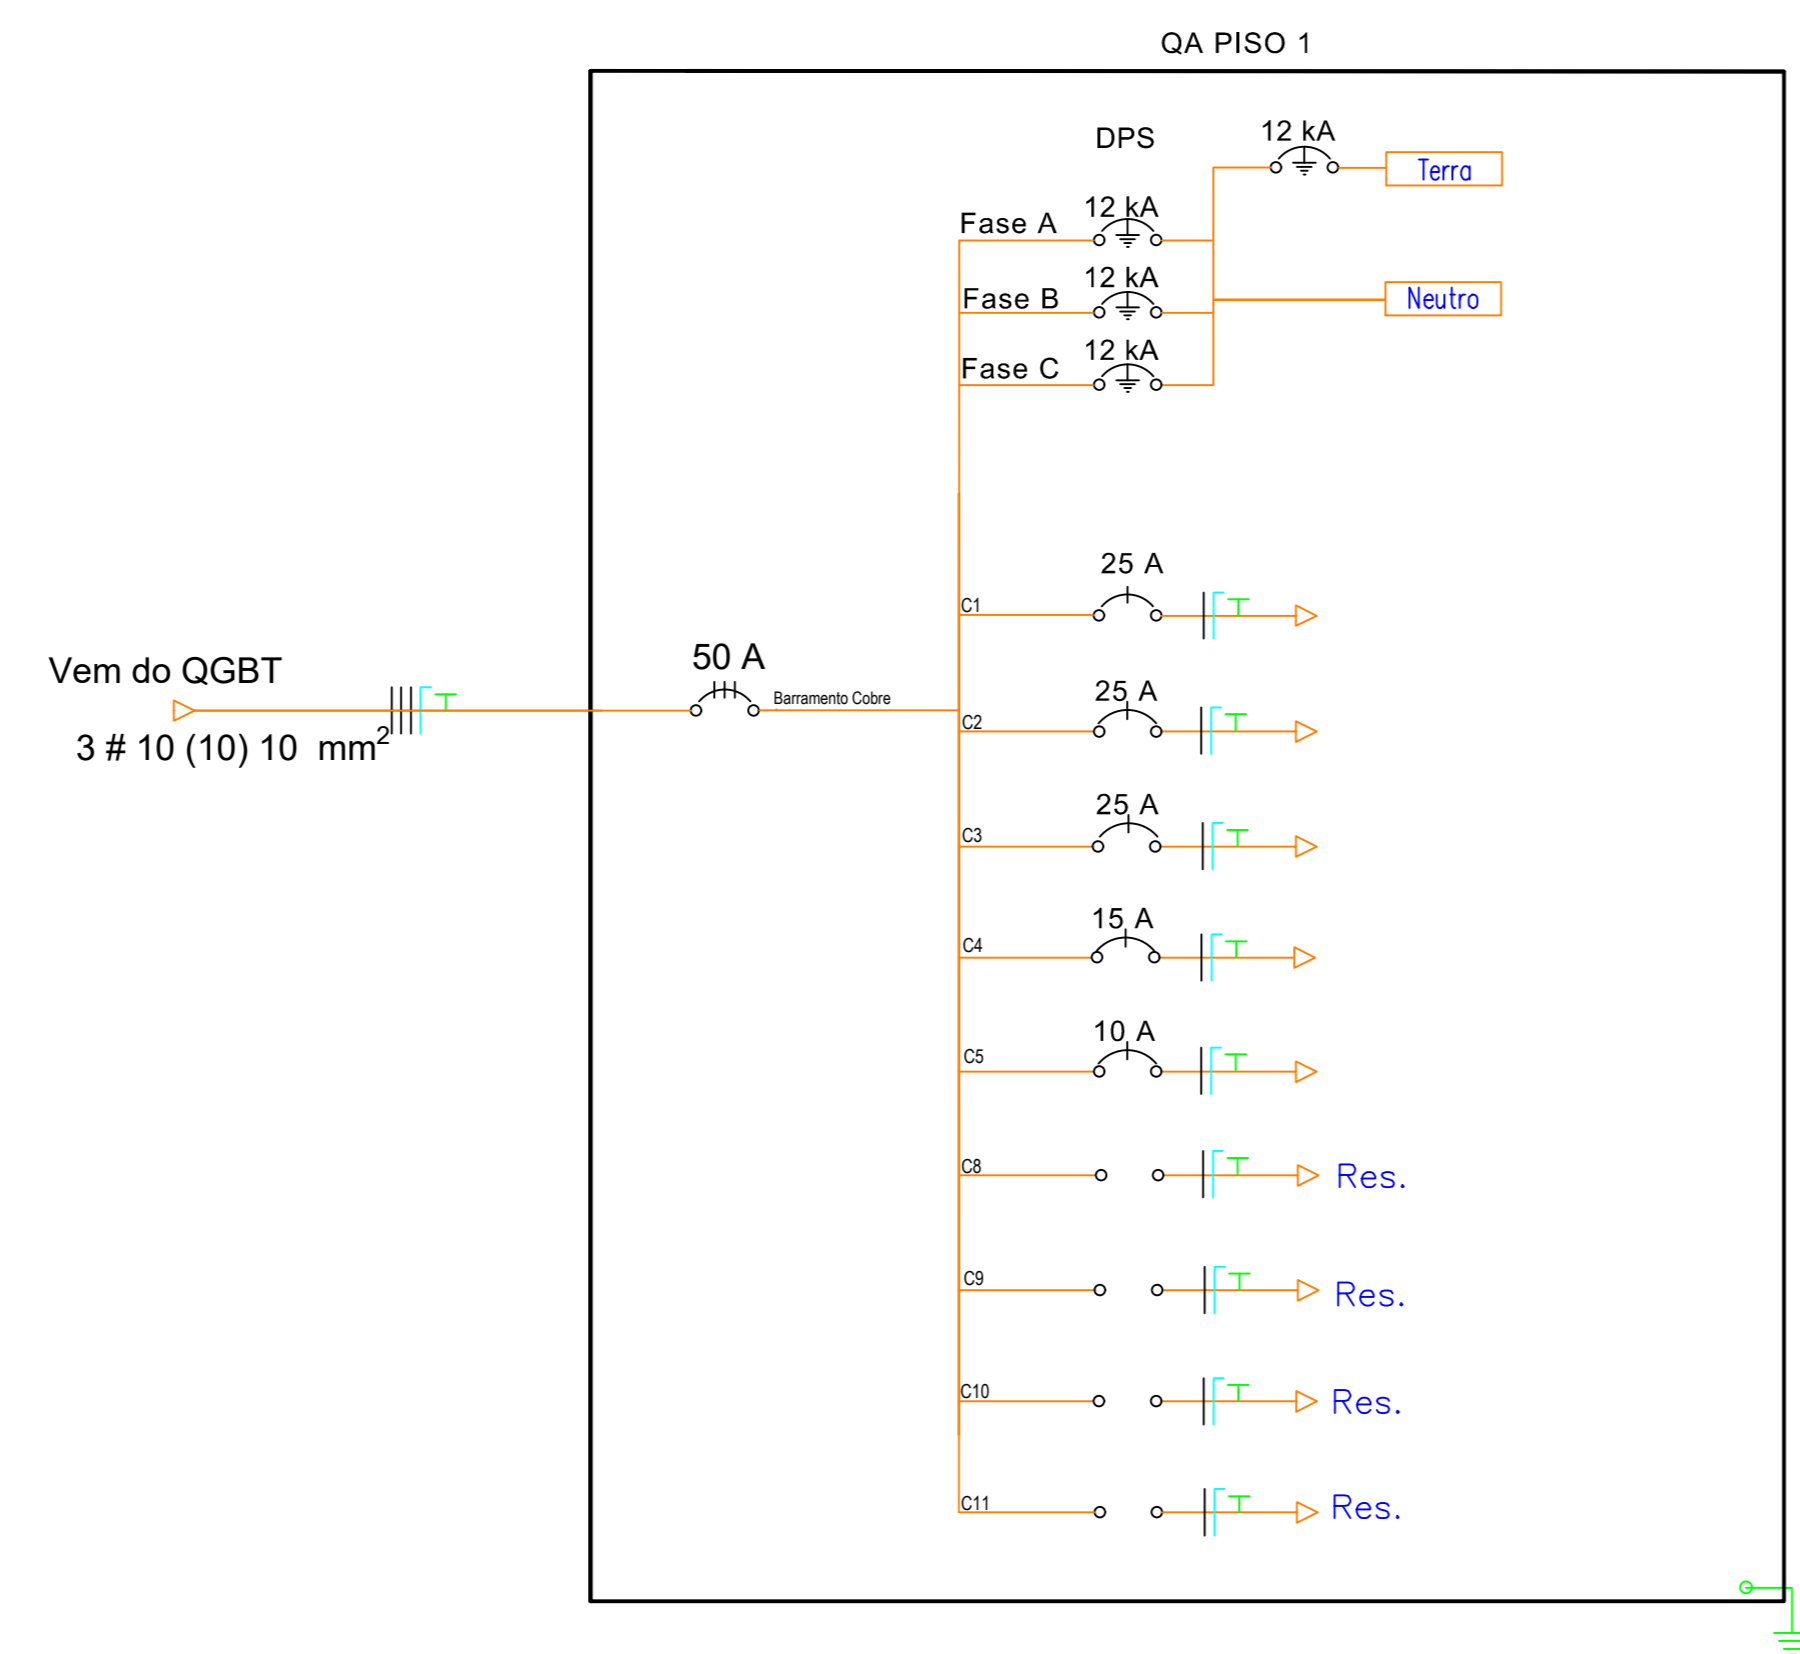 QA PISO 1
DPS
12 kA
Terra
Fase A
12 kA
Fase B
12 kA
Neutro
Fase C
12 kA
C1
25 A
Vem do QGBT
3 # 10 (10) 10 mm²
50 A
Barramento Cobre
C2
25 A
C3
25 A
C4
15 A
C5
10 A
C8
Res.
C9
Res.
C10
Res.
C11
Res.